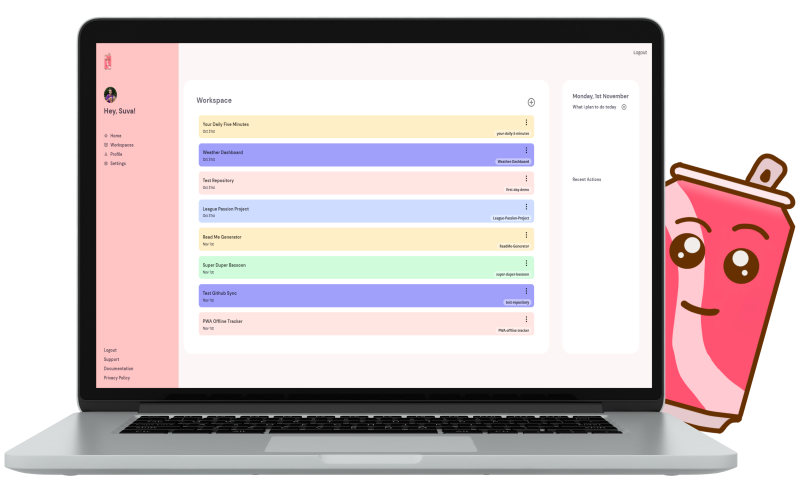 Logout
Hey, Suva!
Home
Workspaces
Profile
Settings
Logout
Support
Documentation
Privacy Policy
Workspace
Your Daily Five Minutes
Oct 31st
your daily 5 minutes
Weather Dashboard
Oct 31st
Weather Dashboard
Test Repository
Oct 31st
first day demo
League Passion Project
Oct 31st
League-Passion-Project
Read Me Generator
Nov 1st
ReadMe Generator
Super Duper Bassoon
Nov 1st
super-duper-bassoon
Test Github Sync
Nov 1st
test-repository
PWA Offline Tracker
Nov 1st
PWA-offline-tracker
Monday, 1st November
What I plan to do today
Recent Actions